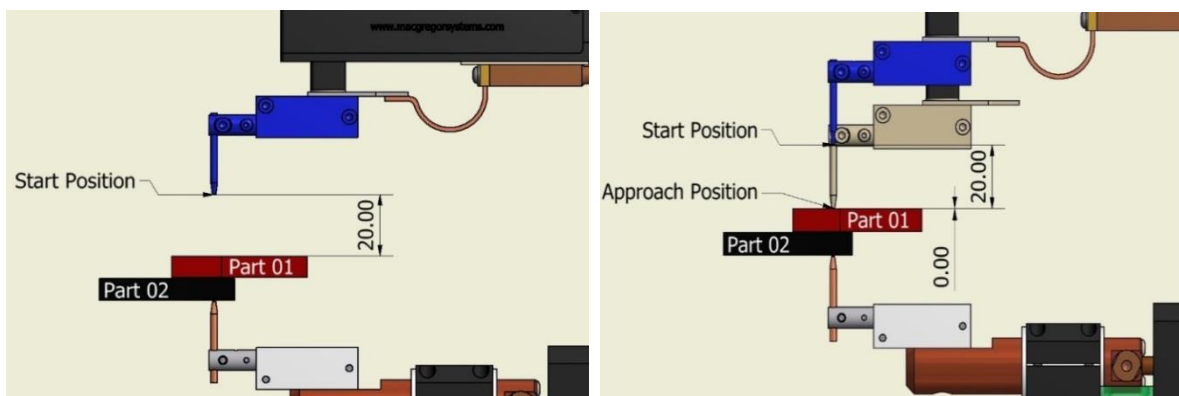 www.macgregorsystems.com
Start Position
20.00
Part 01
Part 02
Start Position
Approach Position
20.00
Part 01
Part 02
0.00